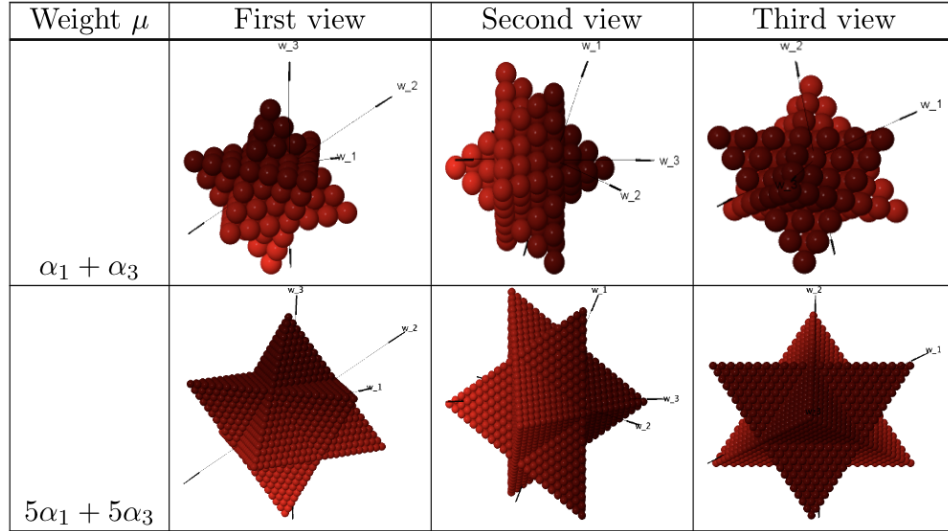 Weight μ First view Second view Third view
w_3
w_2
w_1
w_1
w_3
w_2
w_2
w_1
α₁ + α₃
w_3
w_2
w_1
w_1
w_3
w_2
w_2
w_1
5α₁ + 5α₃